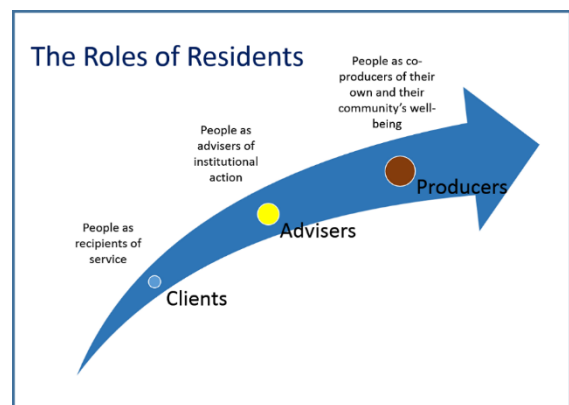 The Roles of Residents
People as co-
producers of their
own and their
community's well-
being
People as
advisers of
institutional
action
Producers
Advisers
People as
recipients of
service
Clients